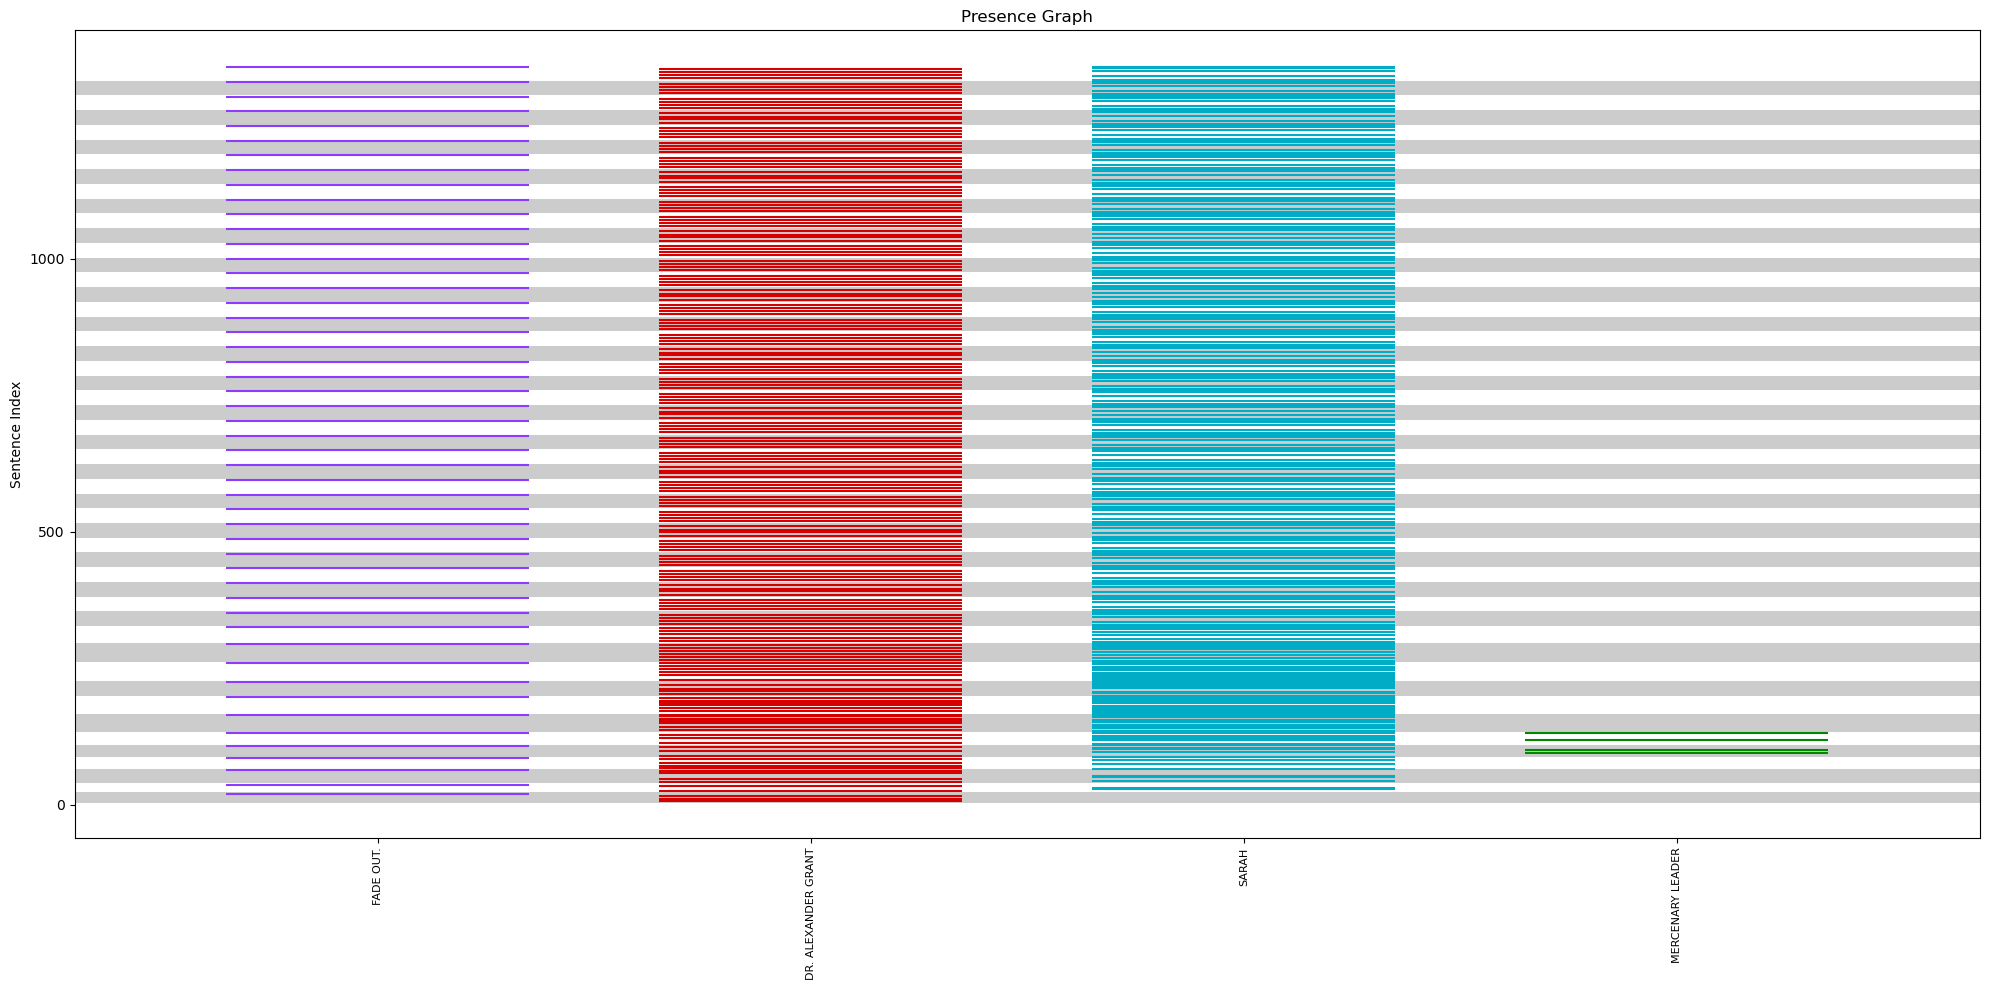 Presence Graph
Sentence Index
1000
500
0
FADE OUT.
DR. ALEXANDER GRANT
SARAH
MERCENARY LEADER